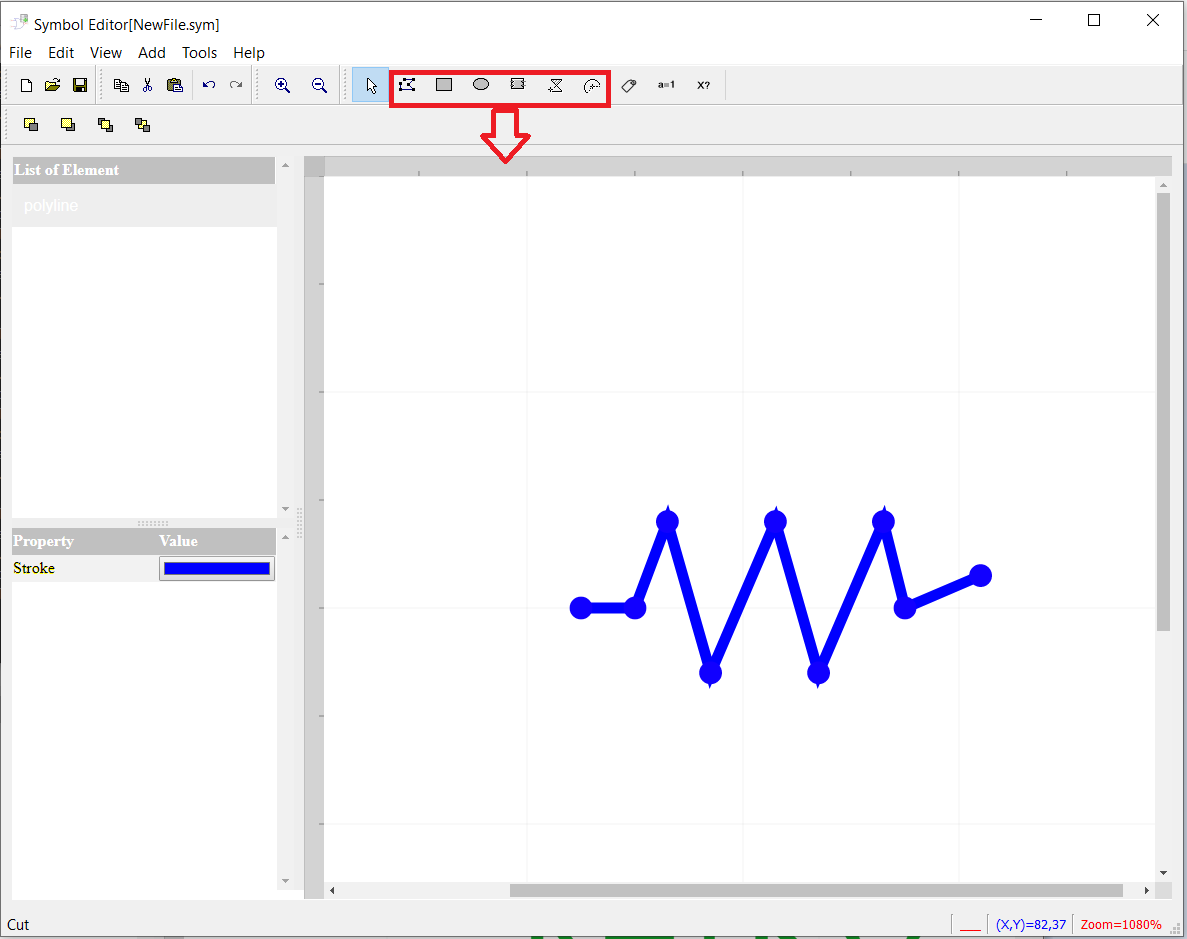 Symbol Editor[NewFile.sym]
File Edit View Add Tools Help
a=1 X?
List of Element
polyline
Property Value
Stroke
Cut (X,Y)=82,37 Zoom=1080%